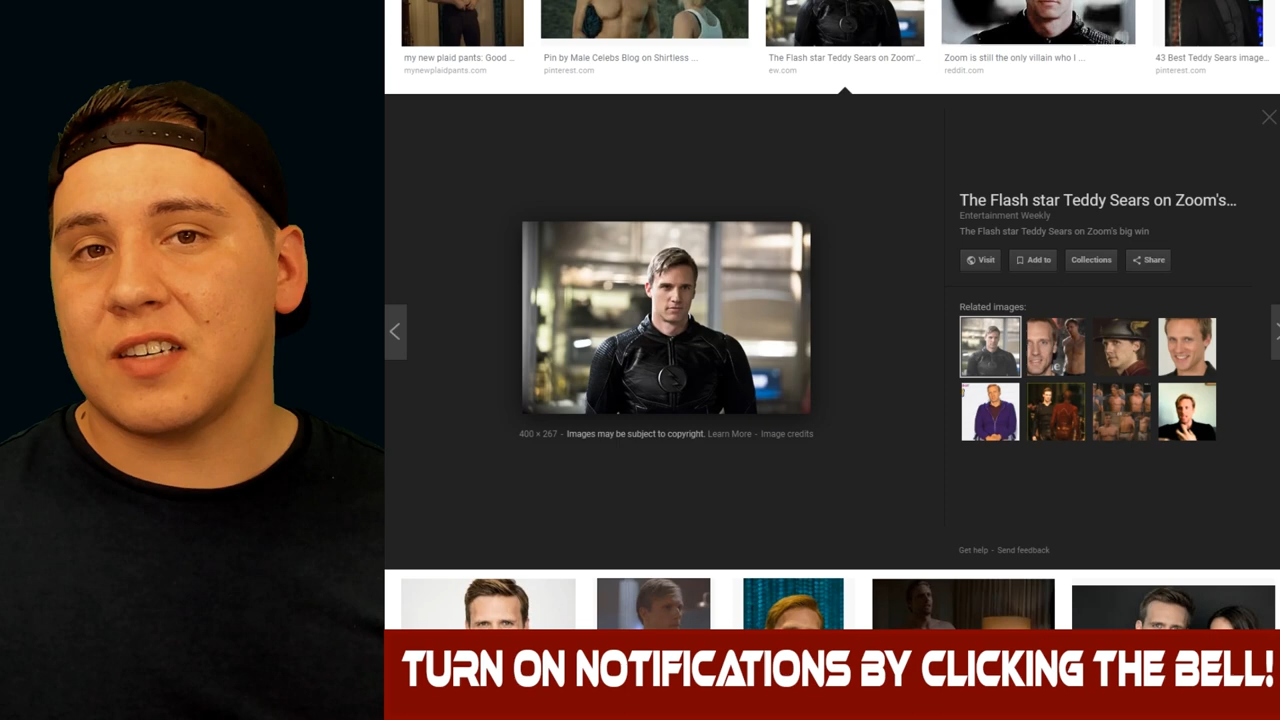 my new plaid pants: Good ...
mynewplaidpants.com
Pin by Male Celebs Blog on Shirtless ...
pinterest.com
The Flash star Teddy Sears on Zoom'...
ew.com
Zoom is still the only villain who I ...
reddit.com
43 Best Teddy Sears image...
pinterest.com
The Flash star Teddy Sears on Zoom's...
Entertainment Weekly
The Flash star Teddy Sears on Zoom's big win
Visit
Add to
Collections
Share
Related images:
400 × 267 - Images may be subject to copyright. Learn More - Image credits
Get help - Send feedback
TURN ON NOTIFICATIONS BY CLICKING THE BELL!